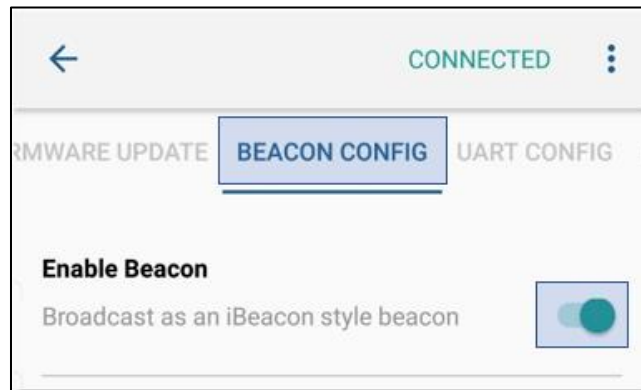 CONNECTED
RMWARE UPDATE BEACON CONFIG UART CONFIG
Enable Beacon
Broadcast as an iBeacon style beacon